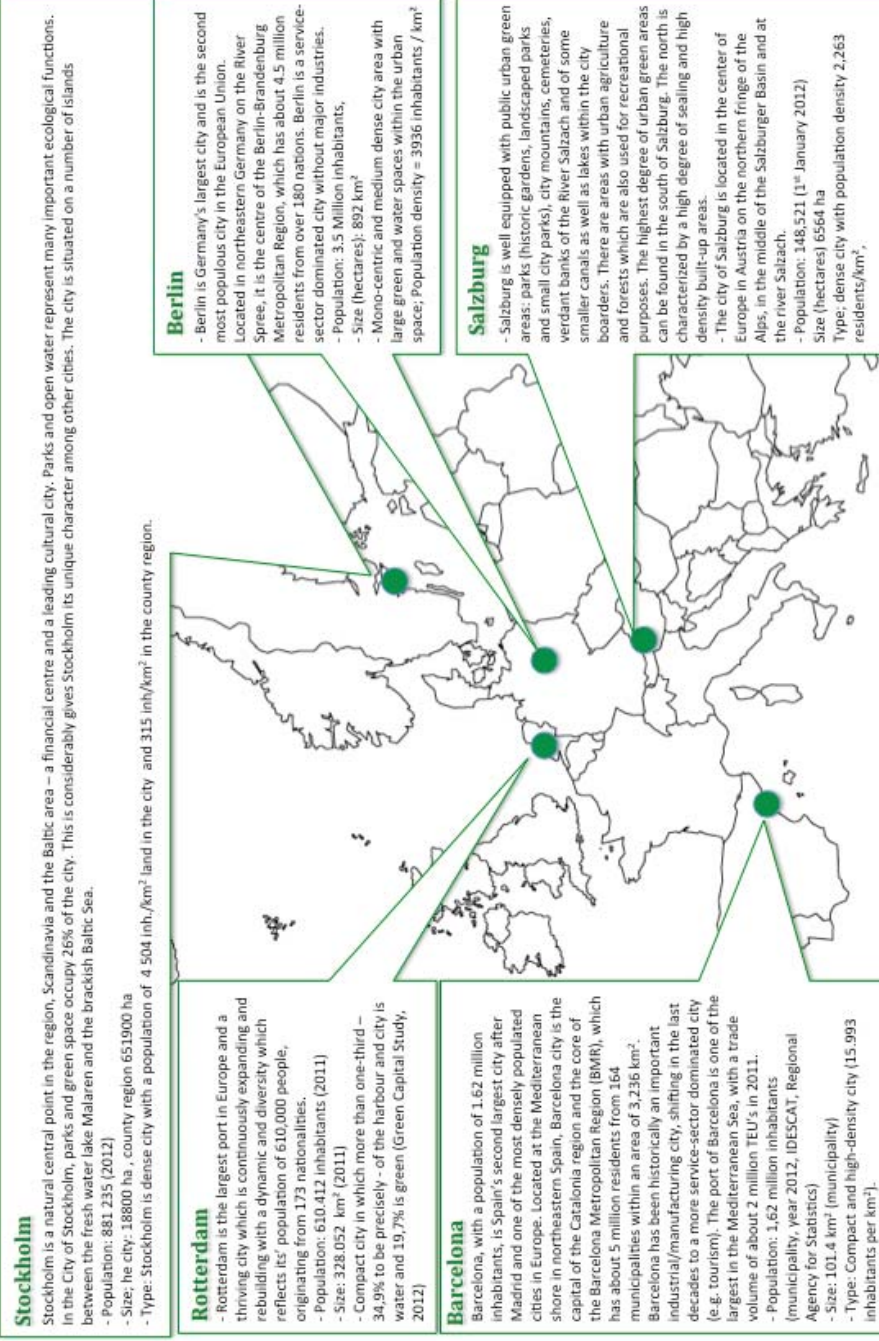 Stockholm
Stockholm is a natural central point in the region, Scandinavia and the Baltic area – a financial centre and a leading cultural city. Parks and open water represent many important ecological functions.
In the City of Stockholm, parks and green space occupy 26% of the city. This is considerably gives Stockholm its unique character among other cities. The city is situated on a number of islands
between the fresh water lake Malaren and the brackish Baltic Sea.
- Population: 881 235 (2012)
- Size; he city: 18800 ha , county region 651900 ha
- Type: Stockholm is dense city with a population of 4 504 inh./km² land in the city and 315 inh/km² in the county region.
Rotterdam
- Rotterdam is the largest port in Europe and a
thriving city which is continuously expanding and
rebuilding with a dynamic and diversity which
reflects its' population of 610,000 people,
originating from 173 nationalities.
- Population: 610.412 inhabitants (2011)
- Size: 328.052 km² (2011)
- Compact city in which more than one-third –
34,9% to be precisely - of the harbour and city is
water and 19,7% is green (Green Capital Study,
2012)
Barcelona
Barcelona, with a population of 1.62 million
inhabitants, is Spain's second largest city after
Madrid and one of the most densely populated
cities in Europe. Located at the Mediterranean
shore in northeastern Spain, Barcelona city is the
capital of the Catalonia region and the core of
the Barcelona Metropolitan Region (BMR), which
has about 5 million residents from 164
municipalities within an area of 3,236 km².
Barcelona has been historically an important
industrial/manufacturing city, shifting in the last
decades to a more service-sector dominated city
(e.g. tourism). The port of Barcelona is one of the
largest in the Mediterranean Sea, with a trade
volume of about 2 million TEU's in 2011.
- Population: 1,62 million inhabitants
(municipality, year 2012, IDESCAT, Regional
Agency for Statistics)
- Size: 101.4 km² (municipality)
- Type: Compact and high-density city (15.993
inhabitants per km²).
Berlin
- Berlin is Germany's largest city and is the second
most populous city in the European Union.
Located in northeastern Germany on the River
Spree, it is the centre of the Berlin-Brandenburg
Metropolitan Region, which has about 4.5 million
residents from over 180 nations. Berlin is a service-
sector dominated city without major industries.
- Population: 3.5 Million inhabitants,
- Size (hectares): 892 km²
- Mono-centric and medium dense city area with
large green and water spaces within the urban
space; Population density = 3936 inhabitants / km²
Salzburg
- Salzburg is well equipped with public urban green
areas: parks (historic gardens, landscaped parks
and small city parks), city mountains, cemeteries,
verdant banks of the River Salzach and of some
smaller canals as well as lakes within the city
boarders. There are areas with urban agriculture
and forests which are also used for recreational
purposes. The highest degree of urban green areas
can be found in the south of Salzburg. The north is
characterized by a high degree of sealing and high
density built-up areas.
- The city of Salzburg is located in the center of
Europe in Austria on the northern fringe of the
Alps, in the middle of the Salzburger Basin and at
the river Salzach.
- Population: 148,521 (1st January 2012)
Size (hectares) 6564 ha
Type; dense city with population density 2,263
residents/km²,